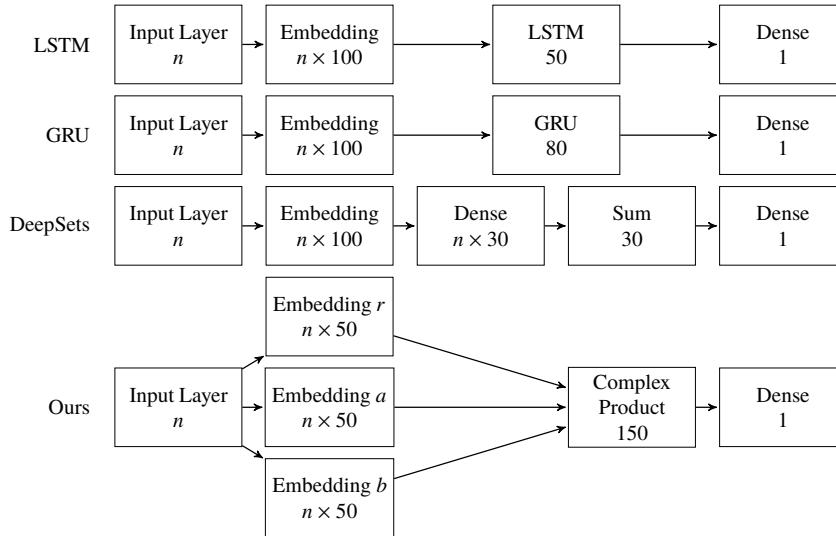 LSTM
Input Layer
n
Embedding
n × 100
LSTM
50
Dense
1
GRU
Input Layer
n
Embedding
n × 100
GRU
80
Dense
1
DeepSets
Input Layer
n
Embedding
n × 100
Dense
n × 30
Sum
30
Dense
1
Ours
Input Layer
n
Embedding r
n × 50
Embedding a
n × 50
Embedding b
n × 50
Complex
Product
150
Dense
1